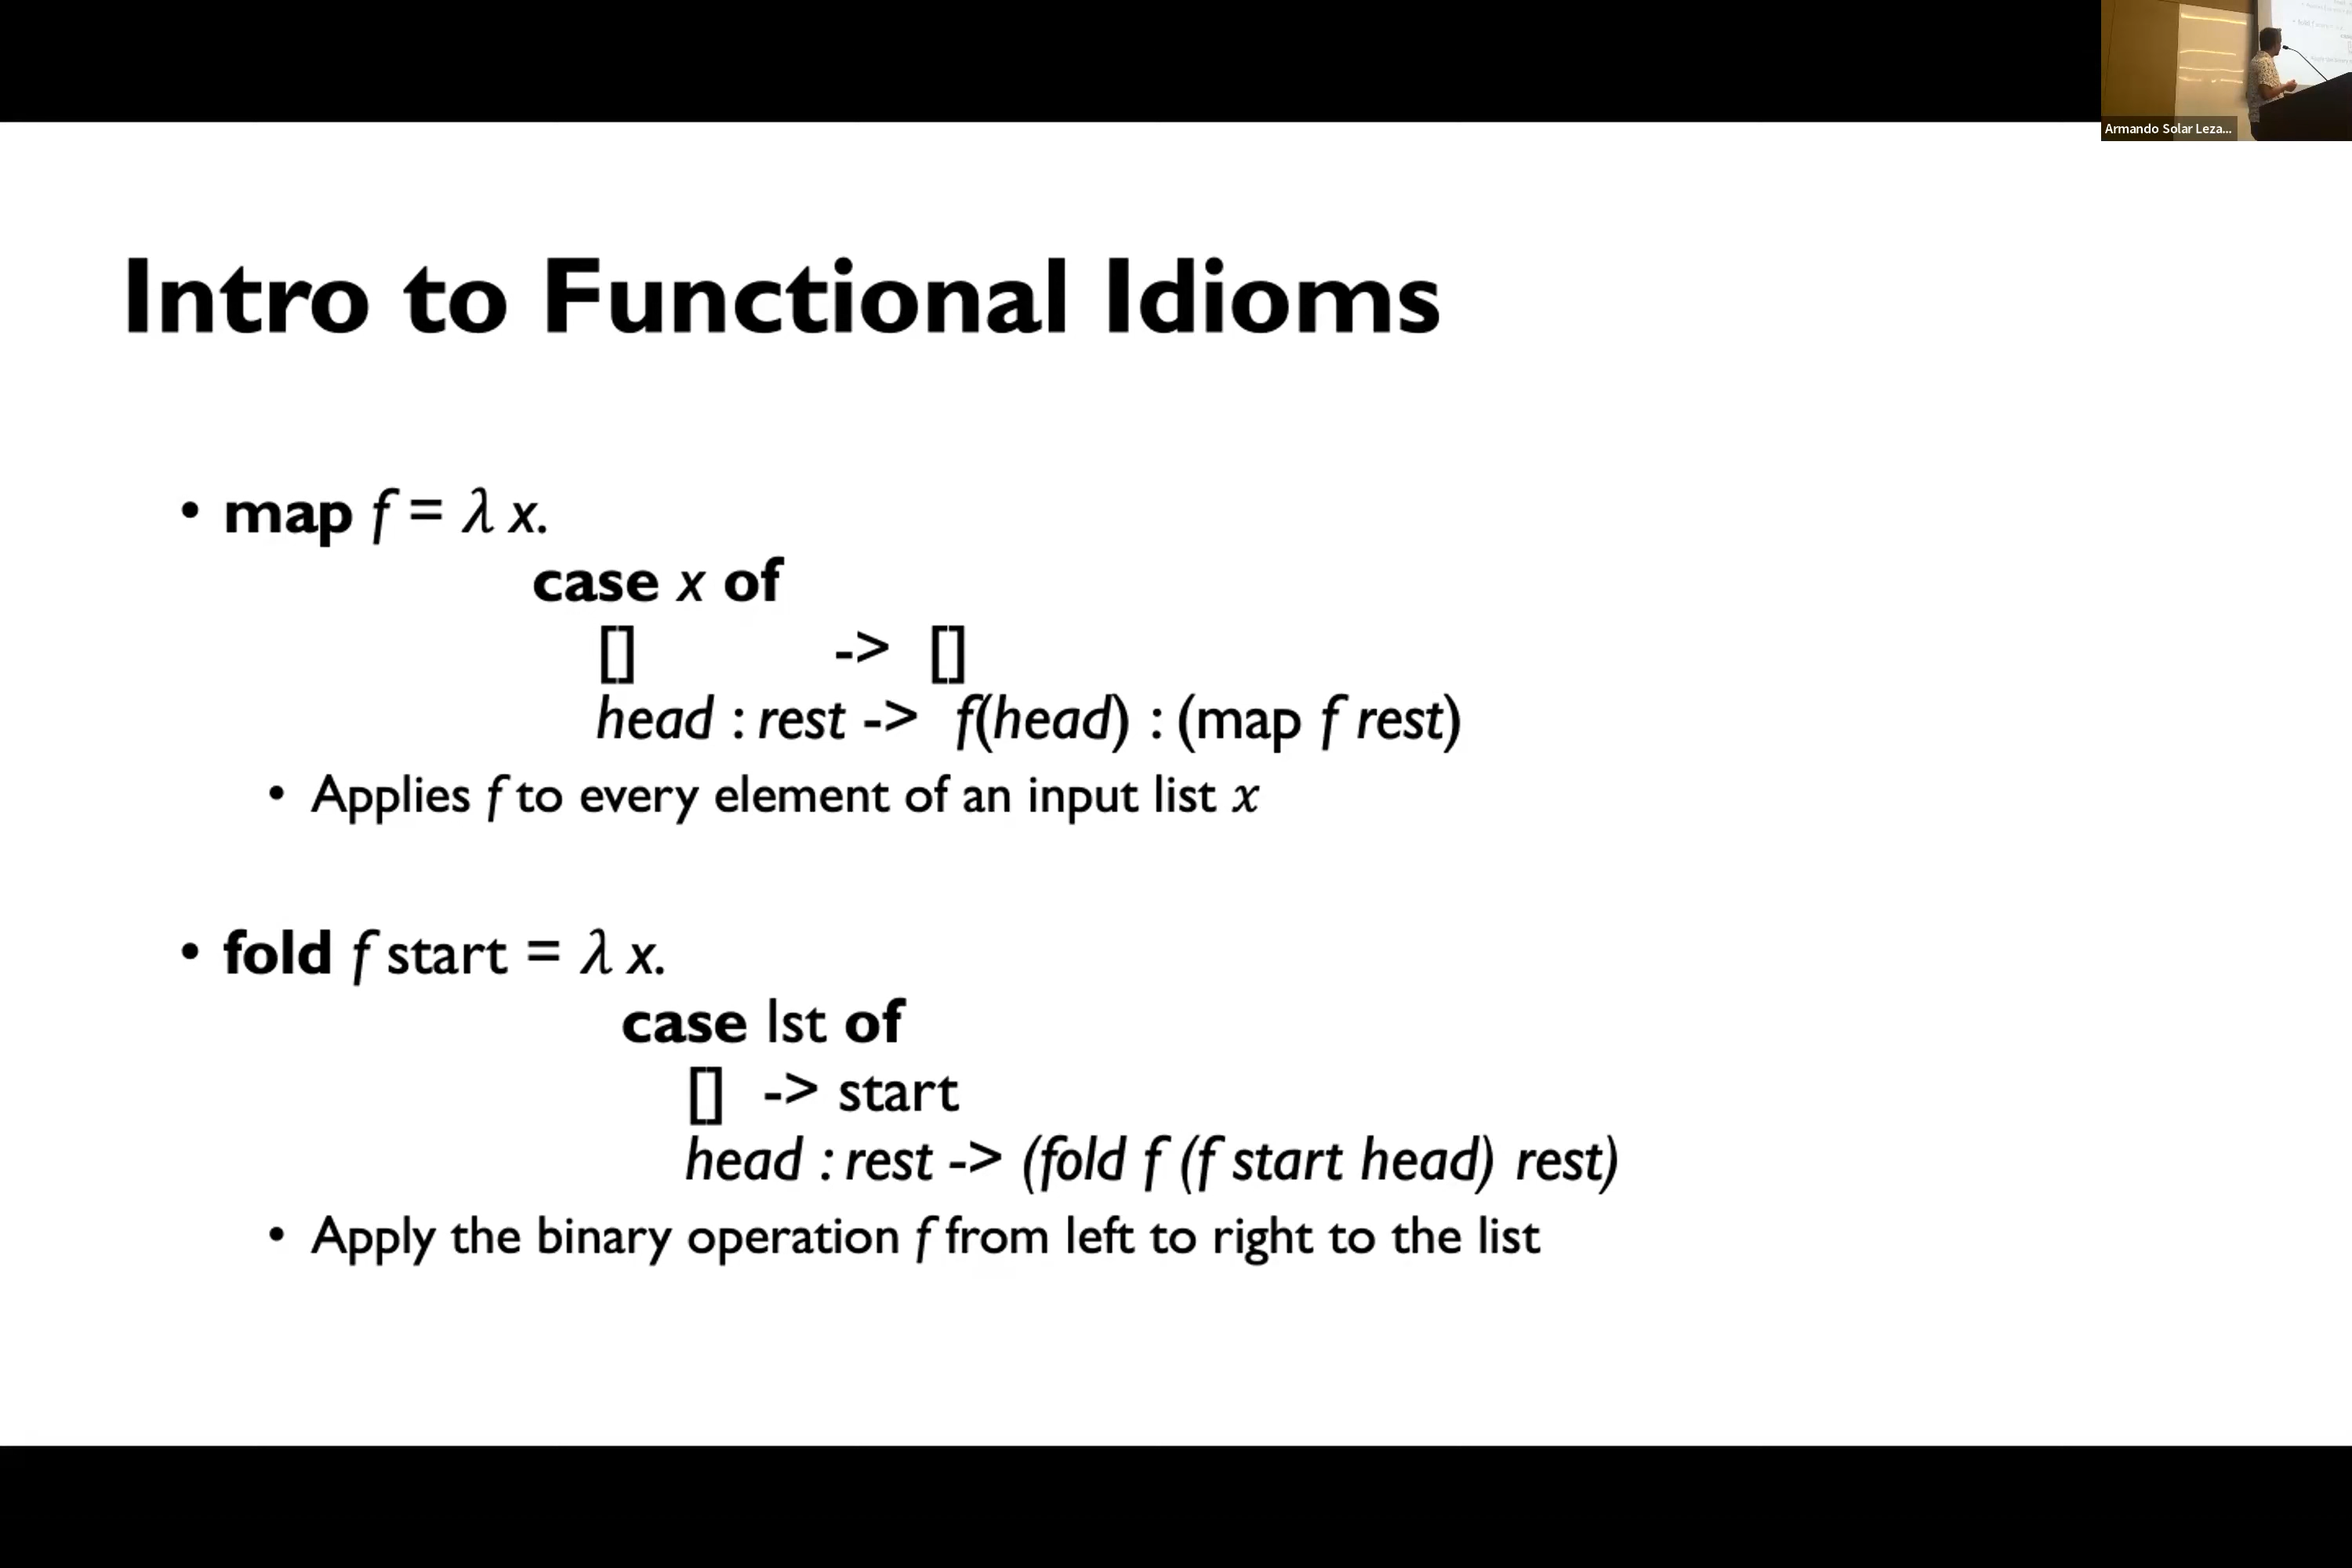 Armando Solar Leza...
Intro to Functional Idioms
• map f = λ x.
case x of
[] -> []
head : rest -> f(head) : (map f rest)
• Applies f to every element of an input list x
• fold f start = λ x.
case lst of
[] -> start
head : rest -> (fold f (f start head) rest)
• Apply the binary operation f from left to right to the list